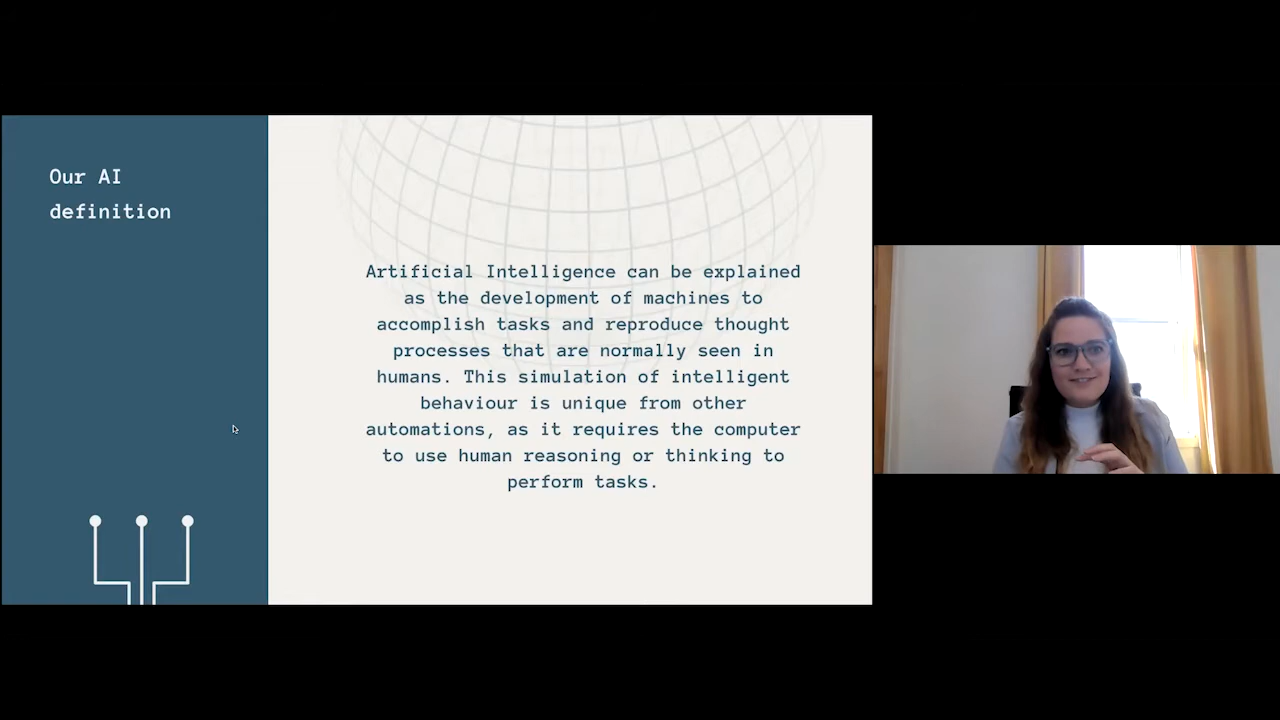 Our AI
definition
Artificial Intelligence can be explained
as the development of machines to
accomplish tasks and reproduce thought
processes that are normally seen in
humans. This simulation of intelligent
behaviour is unique from other
automations, as it requires the computer
to use human reasoning or thinking to
perform tasks.